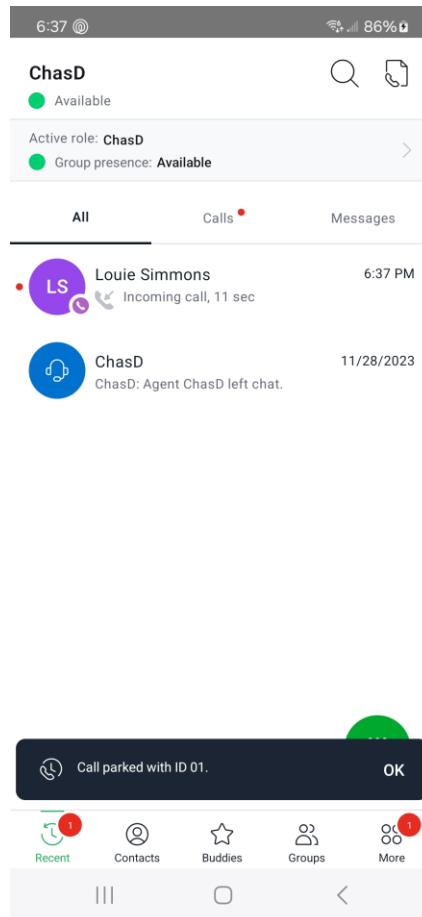 6:37 86%
ChasD
Available
Active role: ChasD
Group presence: Available
All Calls Messages
LS Louie Simmons 6:37 PM
Incoming call, 11 sec
ChasD 11/28/2023
ChasD: Agent ChasD left chat.
Call parked with ID 01. OK
1 1
Recent Contacts Buddies Groups More